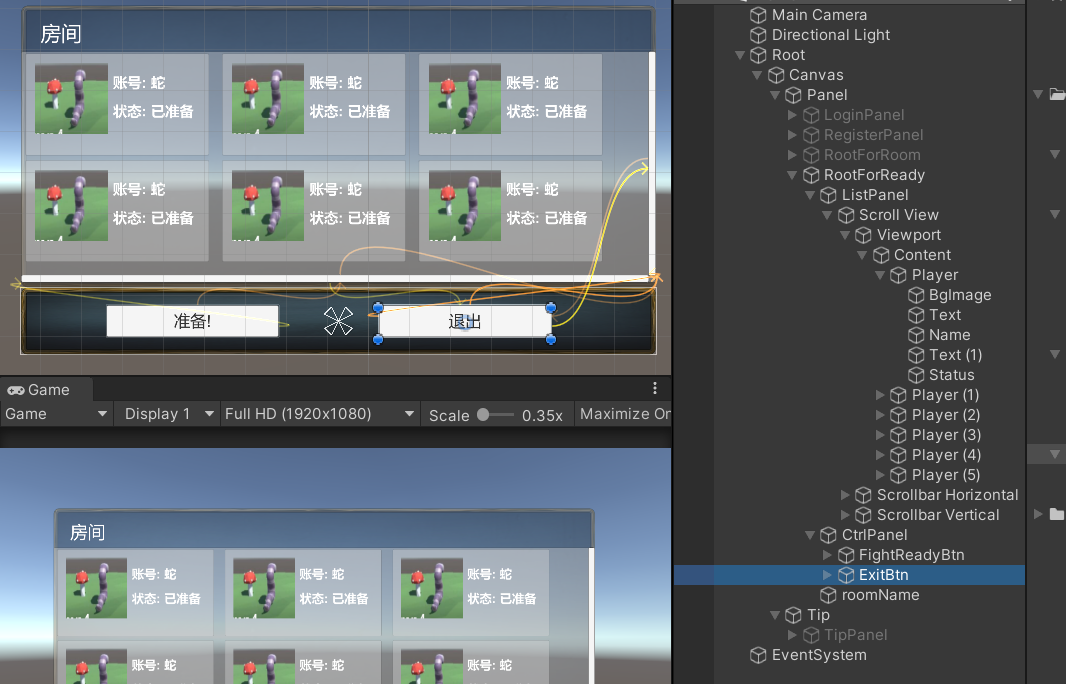 房间
账号: 蛇
状态: 已准备
账号: 蛇
状态: 已准备
账号: 蛇
状态: 已准备
账号: 蛇
状态: 已准备
账号: 蛇
状态: 已准备
账号: 蛇
状态: 已准备
准备!
退出
Game
Game
Display 1
Full HD (1920x1080)
Scale
0.35x
Maximize On
房间
账号: 蛇
状态: 已准备
账号: 蛇
状态: 已准备
账号: 蛇
状态: 已准备
账号: 蛇
账号: 蛇
账号: 蛇
Main Camera
Directional Light
Root
Canvas
Panel
LoginPanel
RegisterPanel
RootForRoom
RootForReady
ListPanel
Scroll View
Viewport
Content
Player
BgImage
Text
Name
Text (1)
Status
Player (1)
Player (2)
Player (3)
Player (4)
Player (5)
Scrollbar Horizontal
Scrollbar Vertical
CtrlPanel
FightReadyBtn
ExitBtn
roomName
Tip
TipPanel
EventSystem